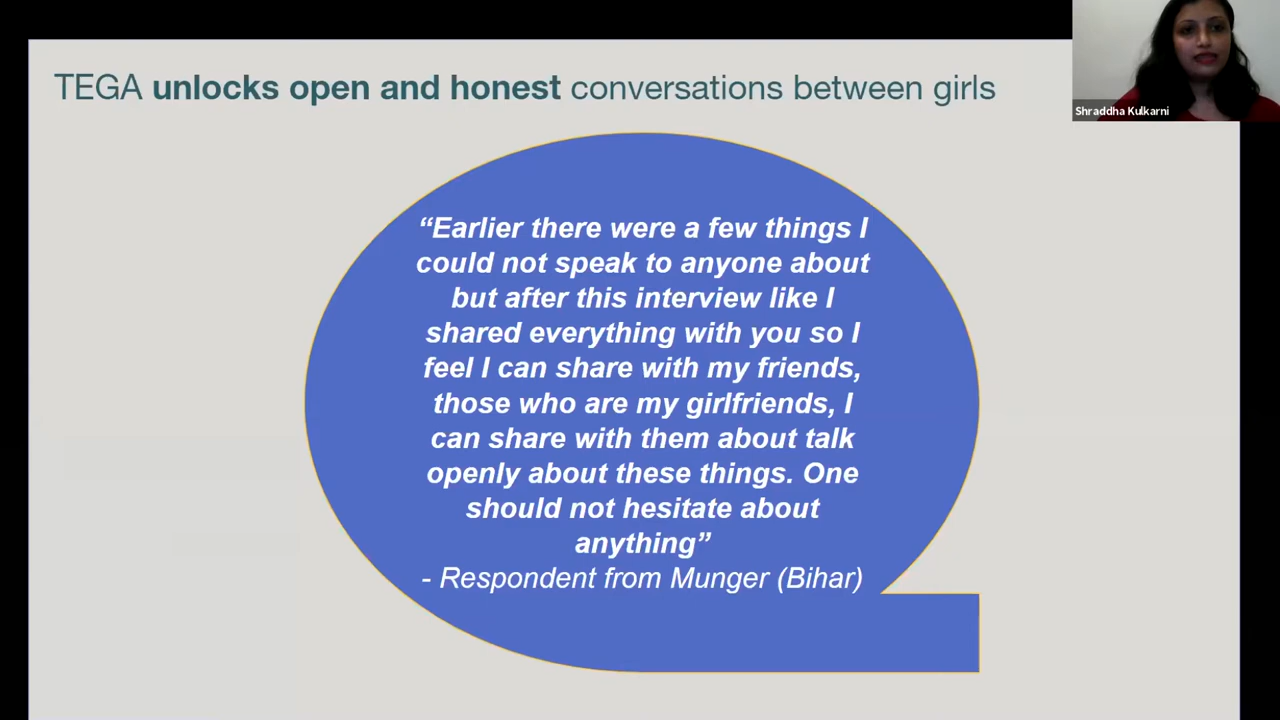 TEGA unlocks open and honest conversations between girls
Shraddha Kulkarni
“Earlier there were a few things I
could not speak to anyone about
but after this interview like I
shared everything with you so I
feel I can share with my friends,
those who are my girlfriends, I
can share with them about talk
openly about these things. One
should not hesitate about
anything”
- Respondent from Munger (Bihar)